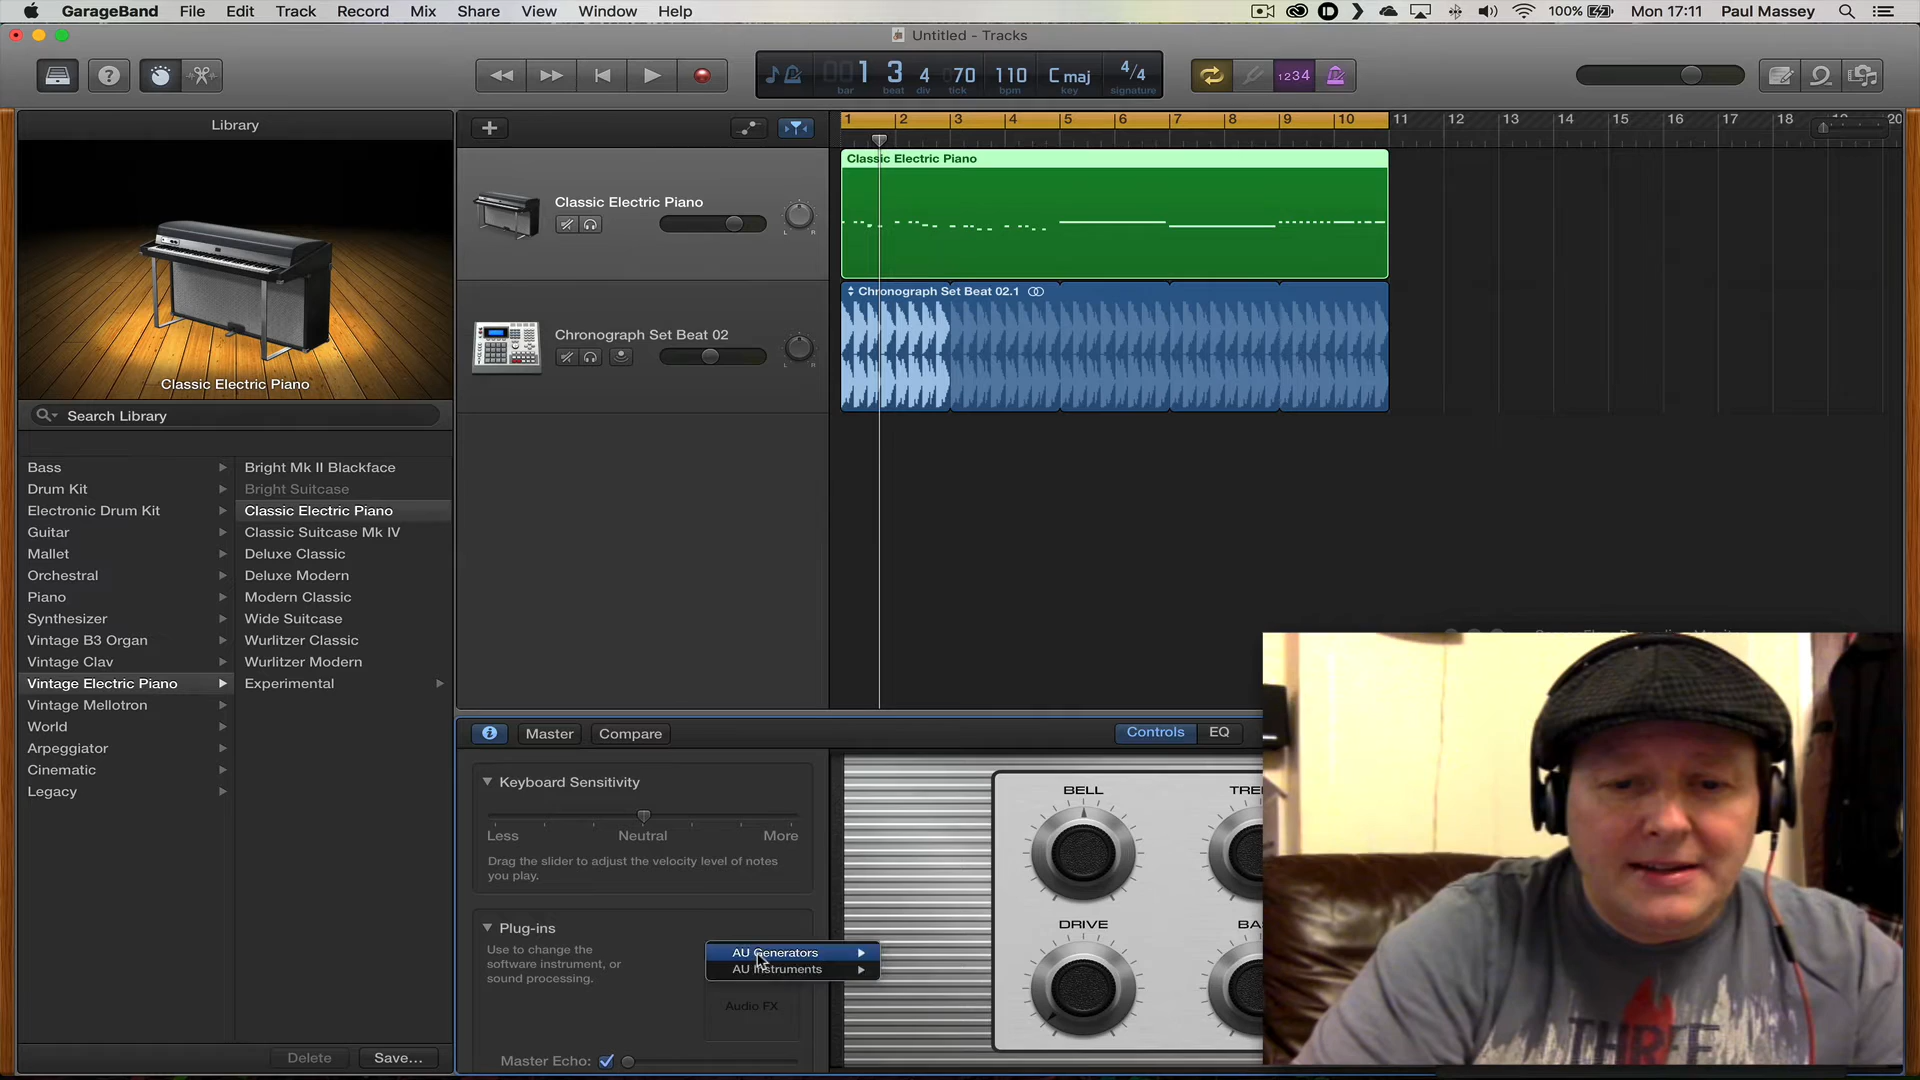 GarageBand File Edit Track Record Mix Share View Window Help 100% Mon 17:11 Paul Massey
Untitled - Tracks
1 3 4 70 110 C maj 4/4
bar beat div tick bpm key signature
1234
Library
1 2 3 4 5 6 7 8 9 10 11 12 13 14 15 16 17 18 20
Classic Electric Piano
Classic Electric Piano
L R
Chronograph Set Beat 02.1
Chronograph Set Beat 02
L R
Classic Electric Piano
Search Library
Bass
Drum Kit
Electronic Drum Kit
Guitar
Mallet
Orchestral
Piano
Synthesizer
Vintage B3 Organ
Vintage Clav
Vintage Electric Piano
Vintage Mellotron
World
Arpeggiator
Cinematic
Legacy
Bright Mk II Blackface
Bright Suitcase
Classic Electric Piano
Classic Suitcase Mk IV
Deluxe Classic
Deluxe Modern
Modern Classic
Wide Suitcase
Wurlitzer Classic
Wurlitzer Modern
Experimental
Delete Save...
Master Compare Controls EQ
Keyboard Sensitivity
Less Neutral More
Drag the slider to adjust the velocity level of notes
you play.
Plug-ins
Use to change the
software instrument, or
sound processing.
AU Generators
AU Instruments
Audio FX
Master Echo:
BELL TRE
DRIVE BA
THREE